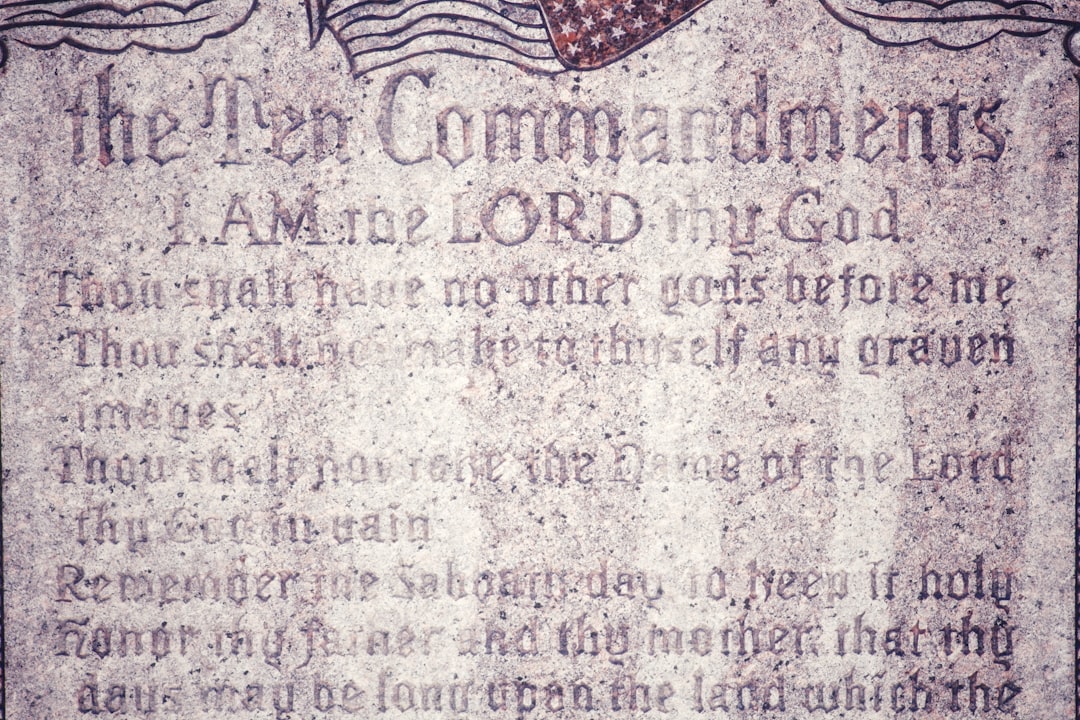 the Ten Commandments
I AM the LORD thy God
Thou shalt have no other gods before me
Thou shalt not make to thyself any graven
images
Thou shalt not take the Name of the Lord
thy God in vain
Remember the Sabbath day to keep it holy
Honor thy father and thy mother that thy
days may be long upon the land which the